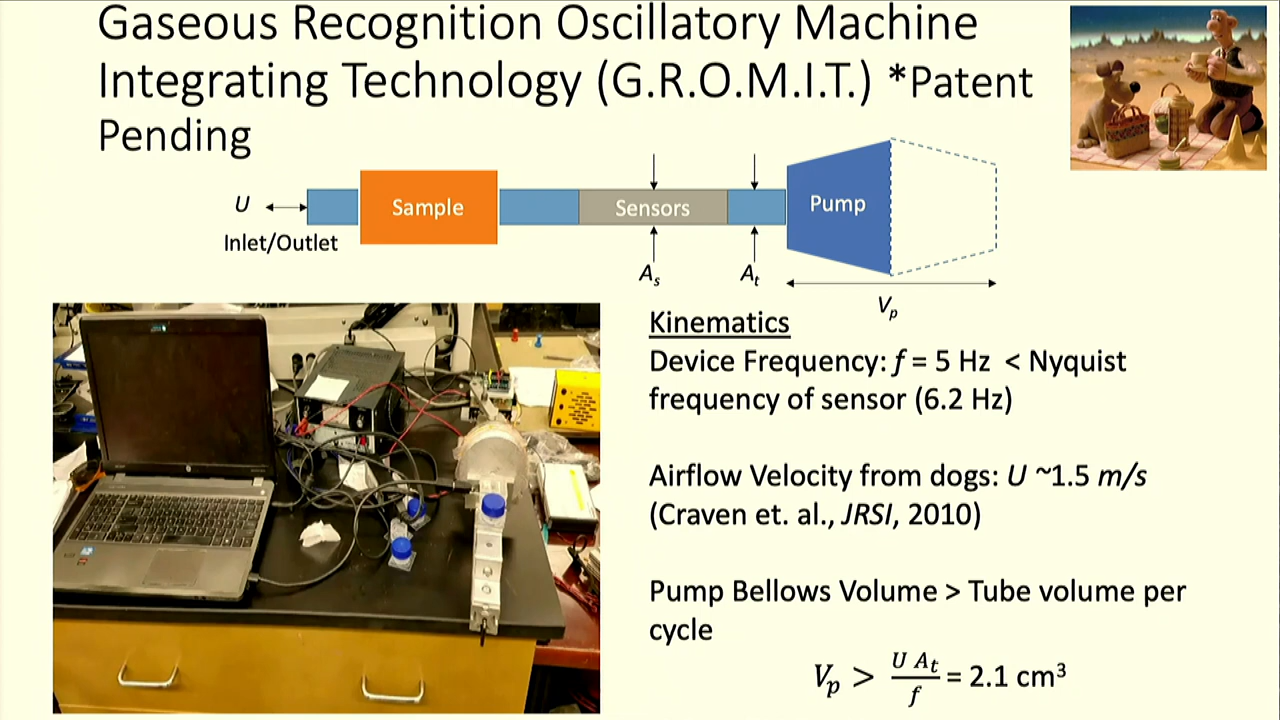 Gaseous Recognition Oscillatory Machine
Integrating Technology (G.R.O.M.I.T.) *Patent
Pending
U
Inlet/Outlet
Sample
Sensors
Pump
Aₛ
Aₜ
Vₚ
Kinematics
Device Frequency: f = 5 Hz < Nyquist
frequency of sensor (6.2 Hz)
Airflow Velocity from dogs: U ~1.5 m/s
(Craven et. al., JRSI, 2010)
Pump Bellows Volume > Tube volume per
cycle
Vₚ > U Aₜ / f = 2.1 cm³